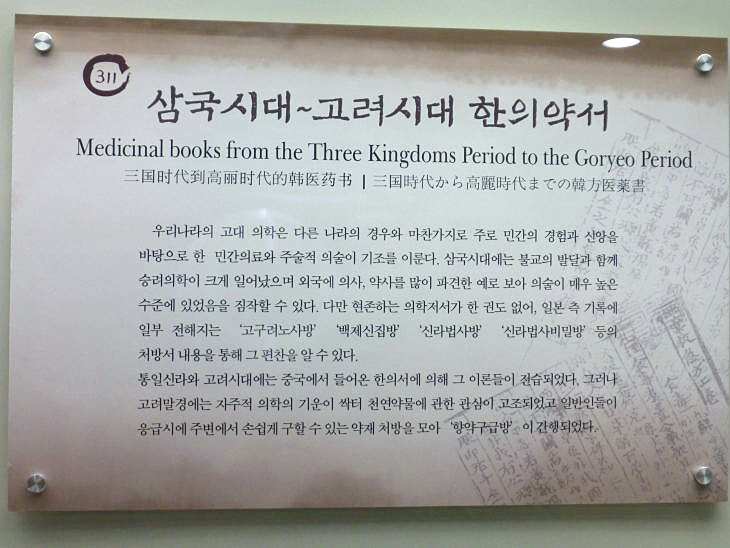 311
삼국시대~고려시대 한의약서
Medicinal books from the Three Kingdoms Period to the Goryeo Period
三国时代到高丽时代的韩医药书 | 三国時代から高麗時代までの韓方医薬書
우리나라의 고대 의학은 다른 나라의 경우와 마찬가지로 주로 민간의 경험과 신앙을
바탕으로 한 민간의료와 주술적 의술이 기조를 이룬다. 삼국시대에는 불교의 발달과 함께
승려의학이 크게 일어났으며 외국에 의사, 약사를 많이 파견한 예로 보아 의술이 매우 높은
수준에 있었음을 짐작할 수 있다. 다만 현존하는 의학저서가 한 권도 없어, 일본 측 기록에
일부 전해지는 ‘고구려노사방’ ‘백제신집방’ ‘신라법사방’ ‘신라법사비밀방’ 등의
처방서 내용을 통해 그 편찬을 알 수 있다.
통일신라와 고려시대에는 중국에서 들어온 한의서에 의해 그 이론들이 전습되었다. 그러나
고려말경에는 자주적 의학의 기운이 싹터 천연약물에 관한 관심이 고조되었고 일반인들이
응급시에 주변에서 손쉽게 구할 수 있는 약재 처방을 모아 ‘향약구급방’이 간행되었다.